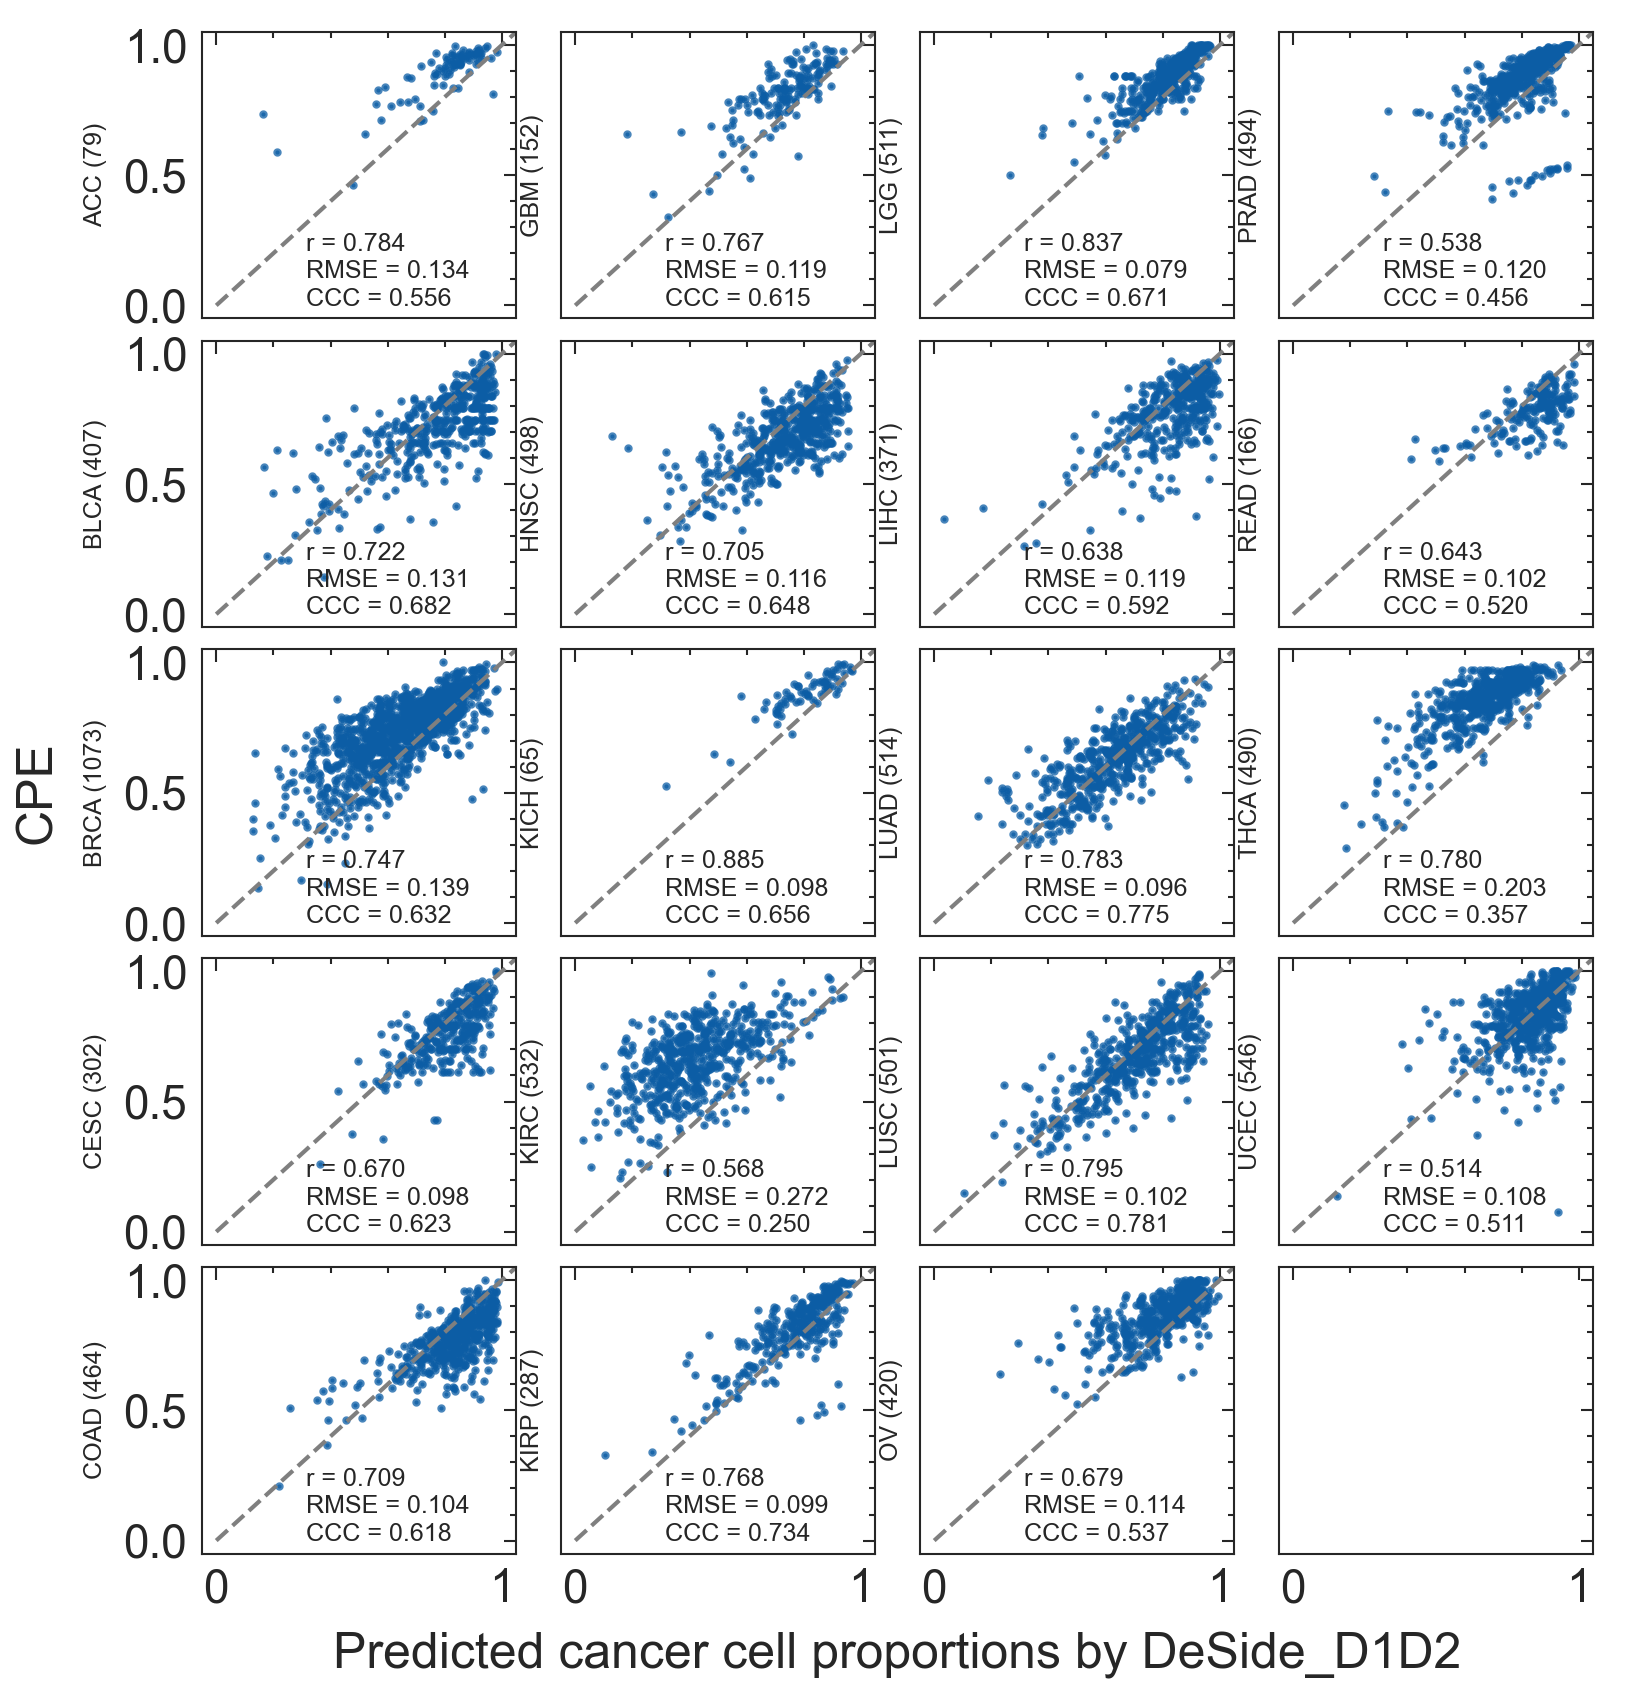 CPE
1.0
0.5
0.0
ACC (79)
r = 0.784
RMSE = 0.134
CCC = 0.556
GBM (152)
r = 0.767
RMSE = 0.119
CCC = 0.615
LGG (511)
r = 0.837
RMSE = 0.079
CCC = 0.671
PRAD (494)
r = 0.538
RMSE = 0.120
CCC = 0.456
1.0
0.5
0.0
BLCA (407)
r = 0.722
RMSE = 0.131
CCC = 0.682
HNSC (498)
r = 0.705
RMSE = 0.116
CCC = 0.648
LIHC (371)
r = 0.638
RMSE = 0.119
CCC = 0.592
READ (166)
r = 0.643
RMSE = 0.102
CCC = 0.520
1.0
0.5
0.0
BRCA (1073)
r = 0.747
RMSE = 0.139
CCC = 0.632
KICH (65)
r = 0.885
RMSE = 0.098
CCC = 0.656
LUAD (514)
r = 0.783
RMSE = 0.096
CCC = 0.775
THCA (490)
r = 0.780
RMSE = 0.203
CCC = 0.357
1.0
0.5
0.0
CESC (302)
r = 0.670
RMSE = 0.098
CCC = 0.623
KIRC (532)
r = 0.568
RMSE = 0.272
CCC = 0.250
LUSC (501)
r = 0.795
RMSE = 0.102
CCC = 0.781
UCEC (546)
r = 0.514
RMSE = 0.108
CCC = 0.511
1.0
0.5
0.0
COAD (464)
r = 0.709
RMSE = 0.104
CCC = 0.618
KIRP (287)
r = 0.768
RMSE = 0.099
CCC = 0.734
OV (420)
r = 0.679
RMSE = 0.114
CCC = 0.537
0 1 0 1 0 1 0 1
Predicted cancer cell proportions by DeSide_D1D2